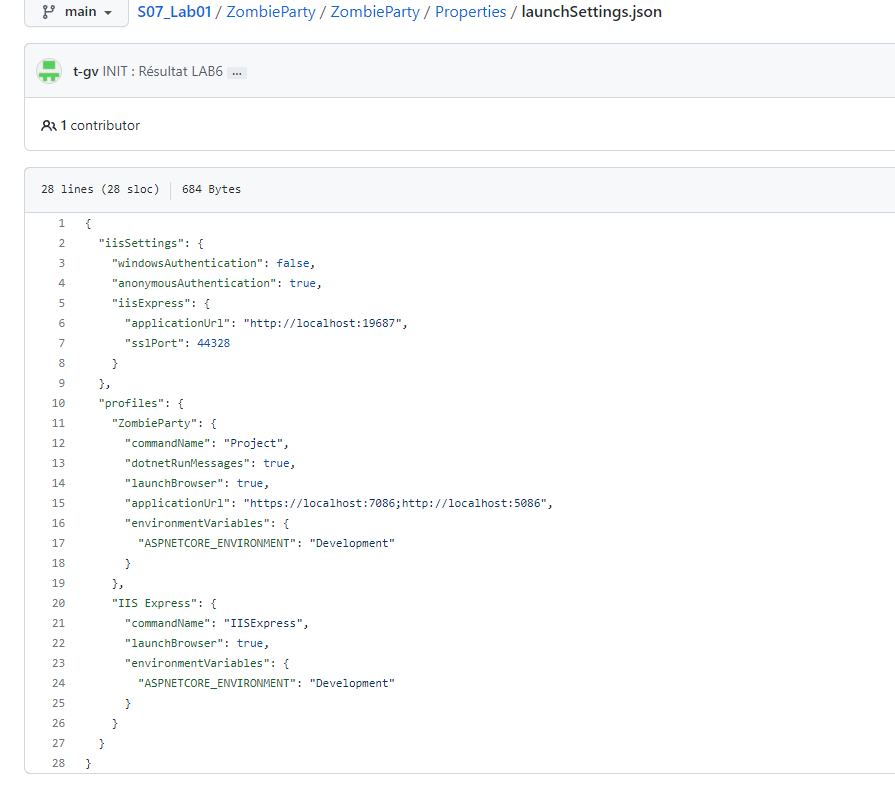 main S07_Lab01 / ZombieParty / ZombieParty / Properties / launchSettings.json
t-gv INIT : Résultat LAB6 ...
1 contributor
28 lines (28 sloc) 684 Bytes
1 {
2 "iisSettings": {
3 "windowsAuthentication": false,
4 "anonymousAuthentication": true,
5 "iisExpress": {
6 "applicationUrl": "http://localhost:19687",
7 "sslPort": 44328
8 }
9 },
10 "profiles": {
11 "ZombieParty": {
12 "commandName": "Project",
13 "dotnetRunMessages": true,
14 "launchBrowser": true,
15 "applicationUrl": "https://localhost:7086;http://localhost:5086",
16 "environmentVariables": {
17 "ASPNETCORE_ENVIRONMENT": "Development"
18 }
19 },
20 "IIS Express": {
21 "commandName": "IISExpress",
22 "launchBrowser": true,
23 "environmentVariables": {
24 "ASPNETCORE_ENVIRONMENT": "Development"
25 }
26 }
27 }
28 }